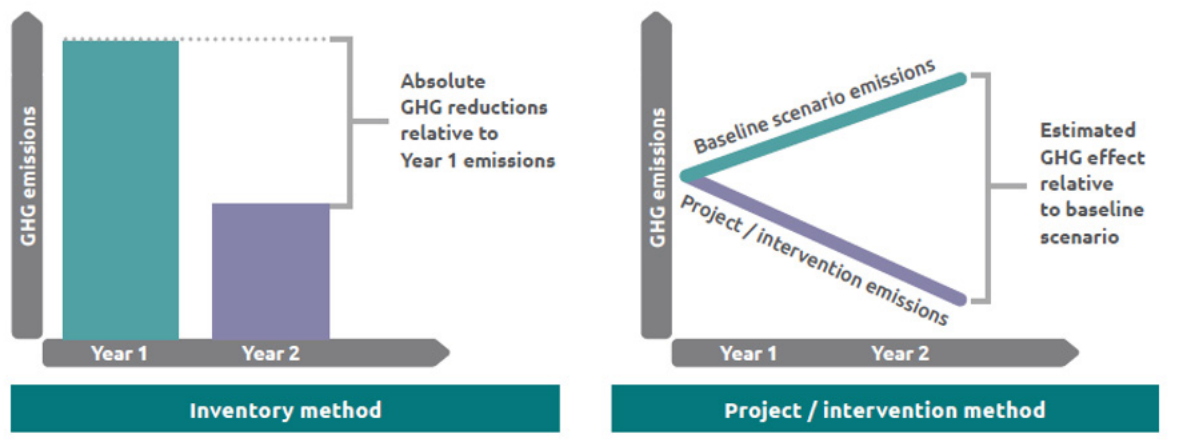 GHG emissions
Absolute
GHG reductions
relative to
Year 1 emissions
Year 1
Year 2
Inventory method
GHG emissions
Baseline scenario emissions
Project / intervention emissions
Estimated
GHG effect
relative
to baseline
scenario
Year 1
Year 2
Project / intervention method